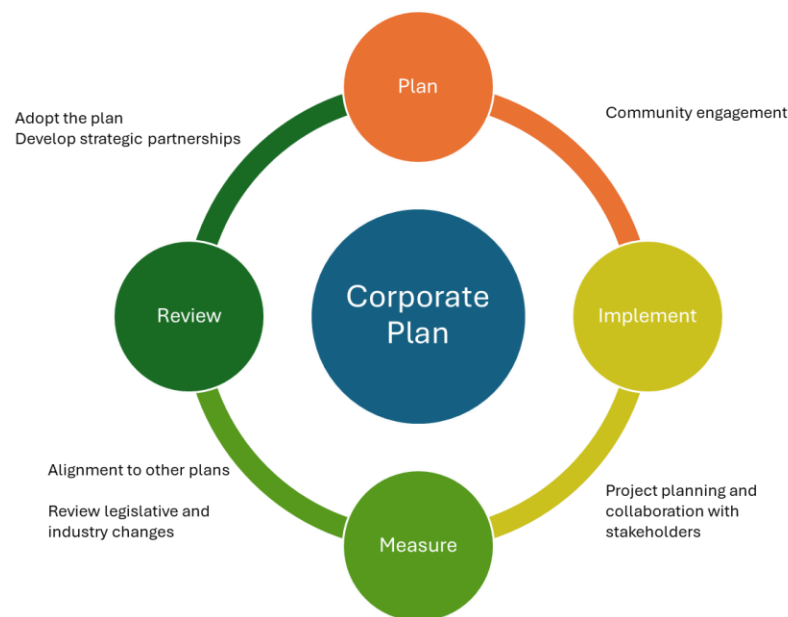 Plan
Adopt the plan
Develop strategic partnerships
Community engagement
Review
Corporate
Plan
Implement
Alignment to other plans
Review legislative and
industry changes
Project planning and
collaboration with
stakeholders
Measure